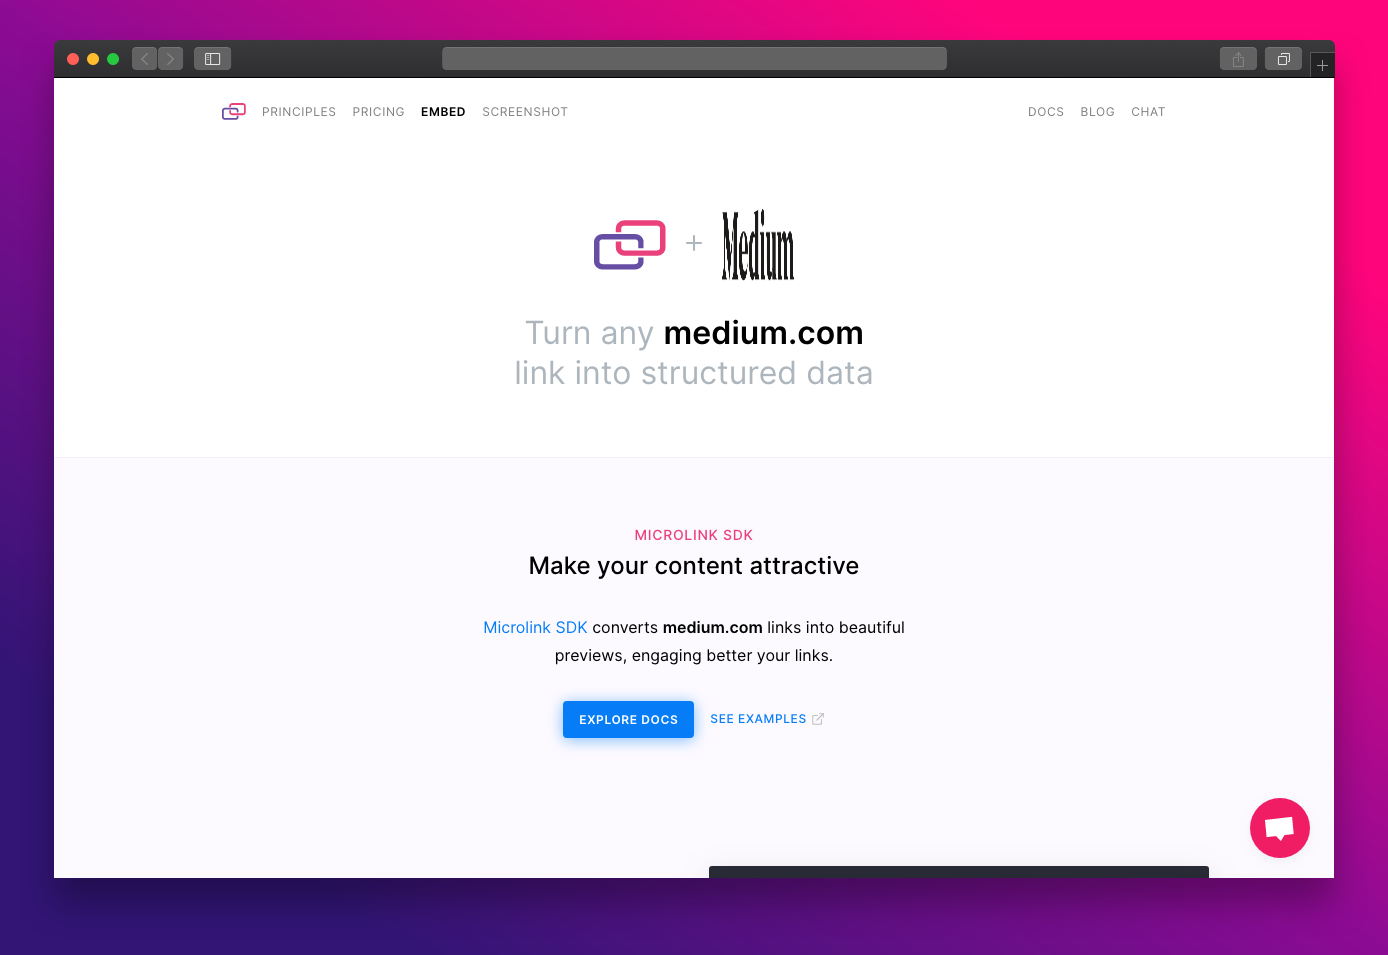 PRINCIPLES PRICING EMBED SCREENSHOT DOCS BLOG CHAT
+ Medium
Turn any medium.com
link into structured data
MICROLINK SDK
Make your content attractive
Microlink SDK converts medium.com links into beautiful
previews, engaging better your links.
EXPLORE DOCS SEE EXAMPLES